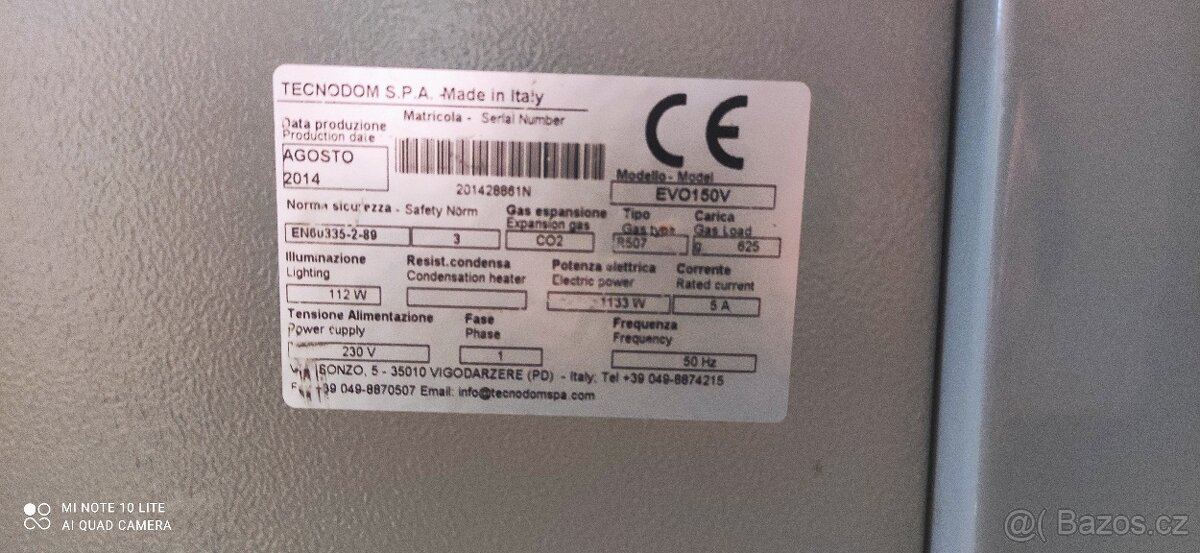 TECNODOM S.P.A. -Made in Italy
CE
Data produzione
Production date
AGOSTO
2014
Matricola - Serial Number
201428861N
Modello - Model
EVO150V
Norma sicurezza - Safety Norm
EN60335-2-89
3
Gas espansione
Expansion gas
CO2
Tipo
Gas type
R507
Carica
Gas Load
g 625
Illuminazione
Lighting
112 W
Resist.condensa
Condensation heater
Potenza elettrica
Electric power
1133 W
Corrente
Rated current
5 A
Tensione Alimentazione
Power supply
230 V
Fase
Phase
1
Frequenza
Frequency
50 Hz
SONZO, 5 - 35010 VIGODARZERE (PD) - Italy. Tel +39 049-8874215
39 049-8870507 Email: info@tecnodomspa.com
MI NOTE 10 LITE
AI QUAD CAMERA
@( Bazos.cz